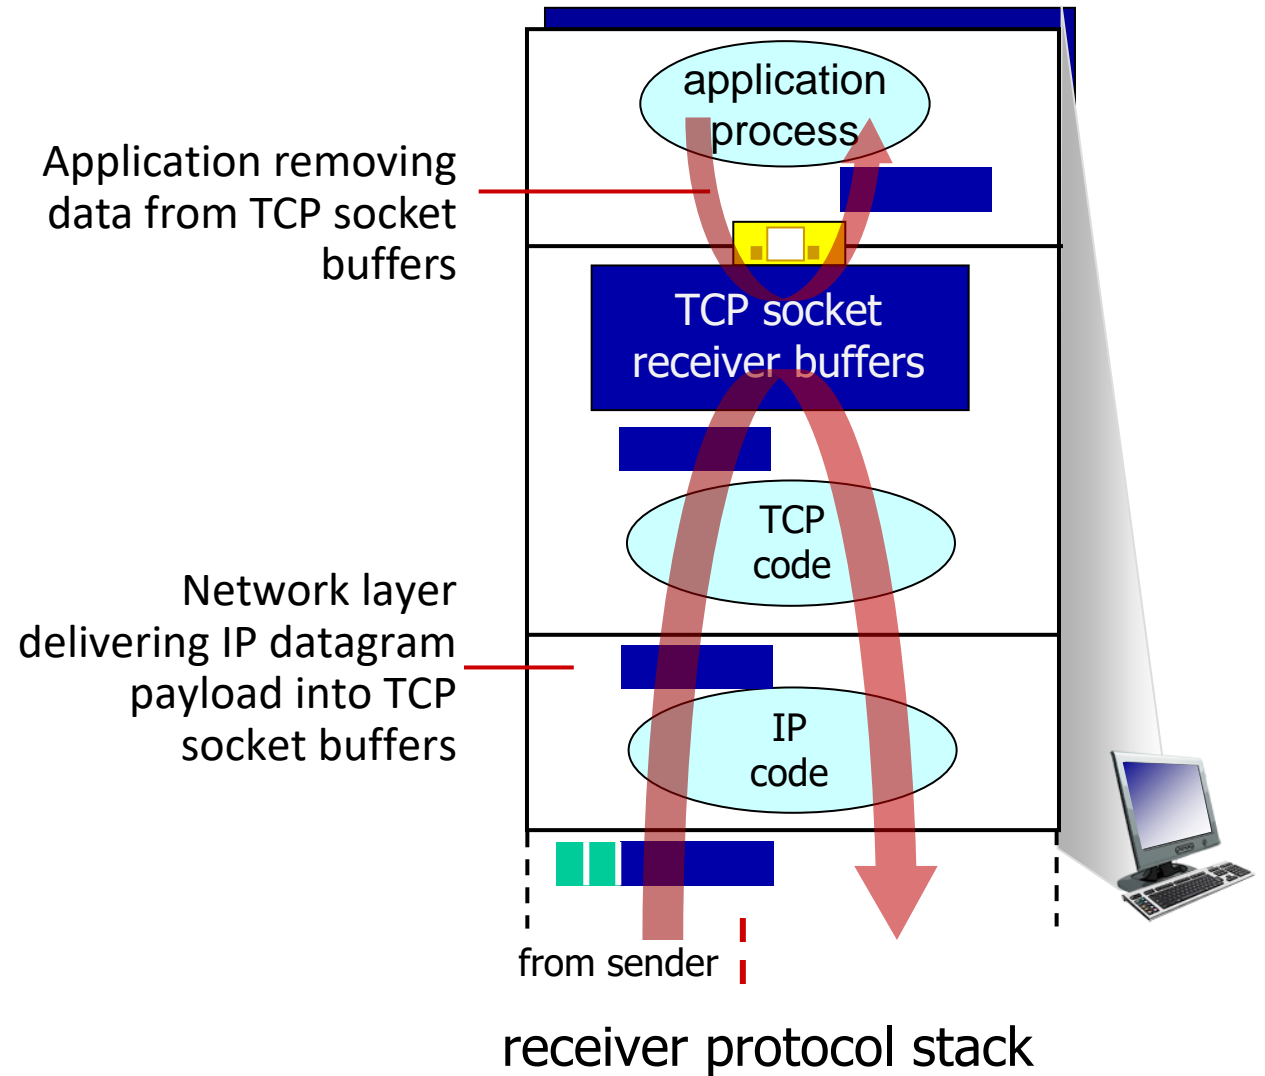 application
process
Application removing
data from TCP socket
buffers
TCP socket
receiver buffers
TCP
code
Network layer
delivering IP datagram
payload into TCP
socket buffers
IP
code
from sender
receiver protocol stack